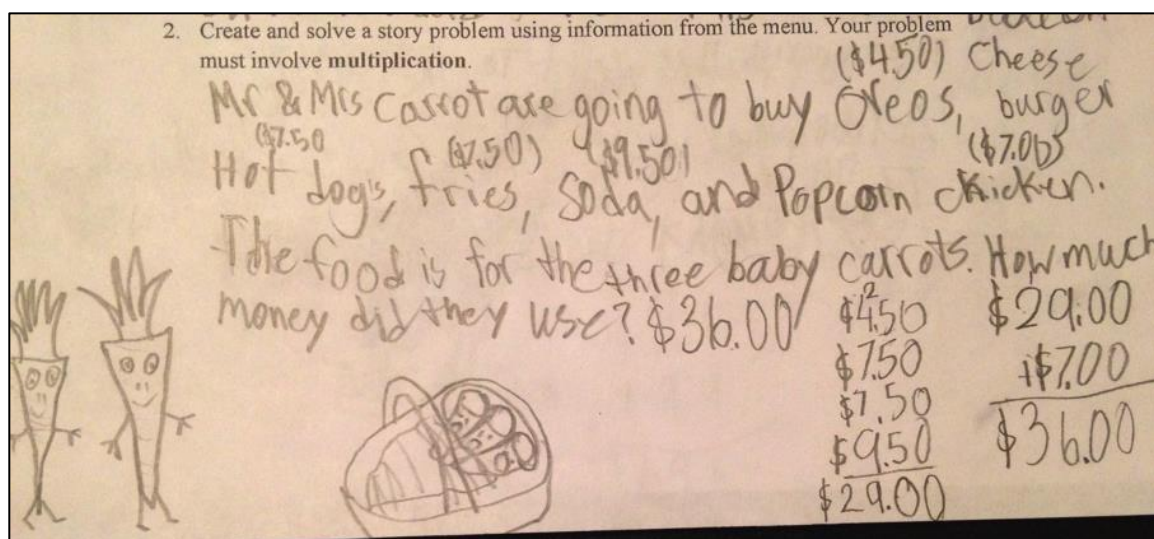 2. Create and solve a story problem using information from the menu. Your problem
must involve multiplication.
($4.50) Cheese
Mr & Mrs Carrot are going to buy Oreos, burger
($7.50 ($7.50) ($9.50) ($7.00)
Hot dogs, fries, Soda, and Popcorn chicken.
The food is for the three baby carrots. How much
money did they use? $36.00
2
$4.50 $29.00
$7.50 +$7.00
$7.50 $36.00
$9.50
$29.00